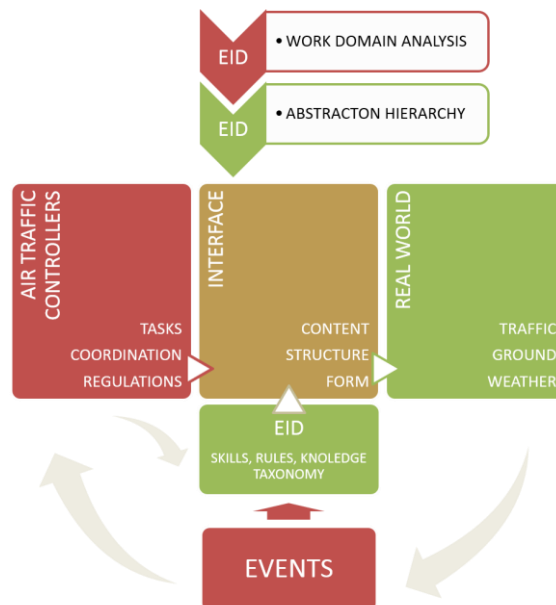 EID
• WORK DOMAIN ANALYSIS
EID
• ABSTRACTON HIERARCHY
AIR TRAFFIC
CONTROLLERS
TASKS
COORDINATION
REGULATIONS
INTERFACE
CONTENT
STRUCTURE
FORM
REAL WORLD
TRAFFIC
GROUND
WEATHER
EID
SKILLS, RULES, KNOLEDGE
TAXONOMY
EVENTS